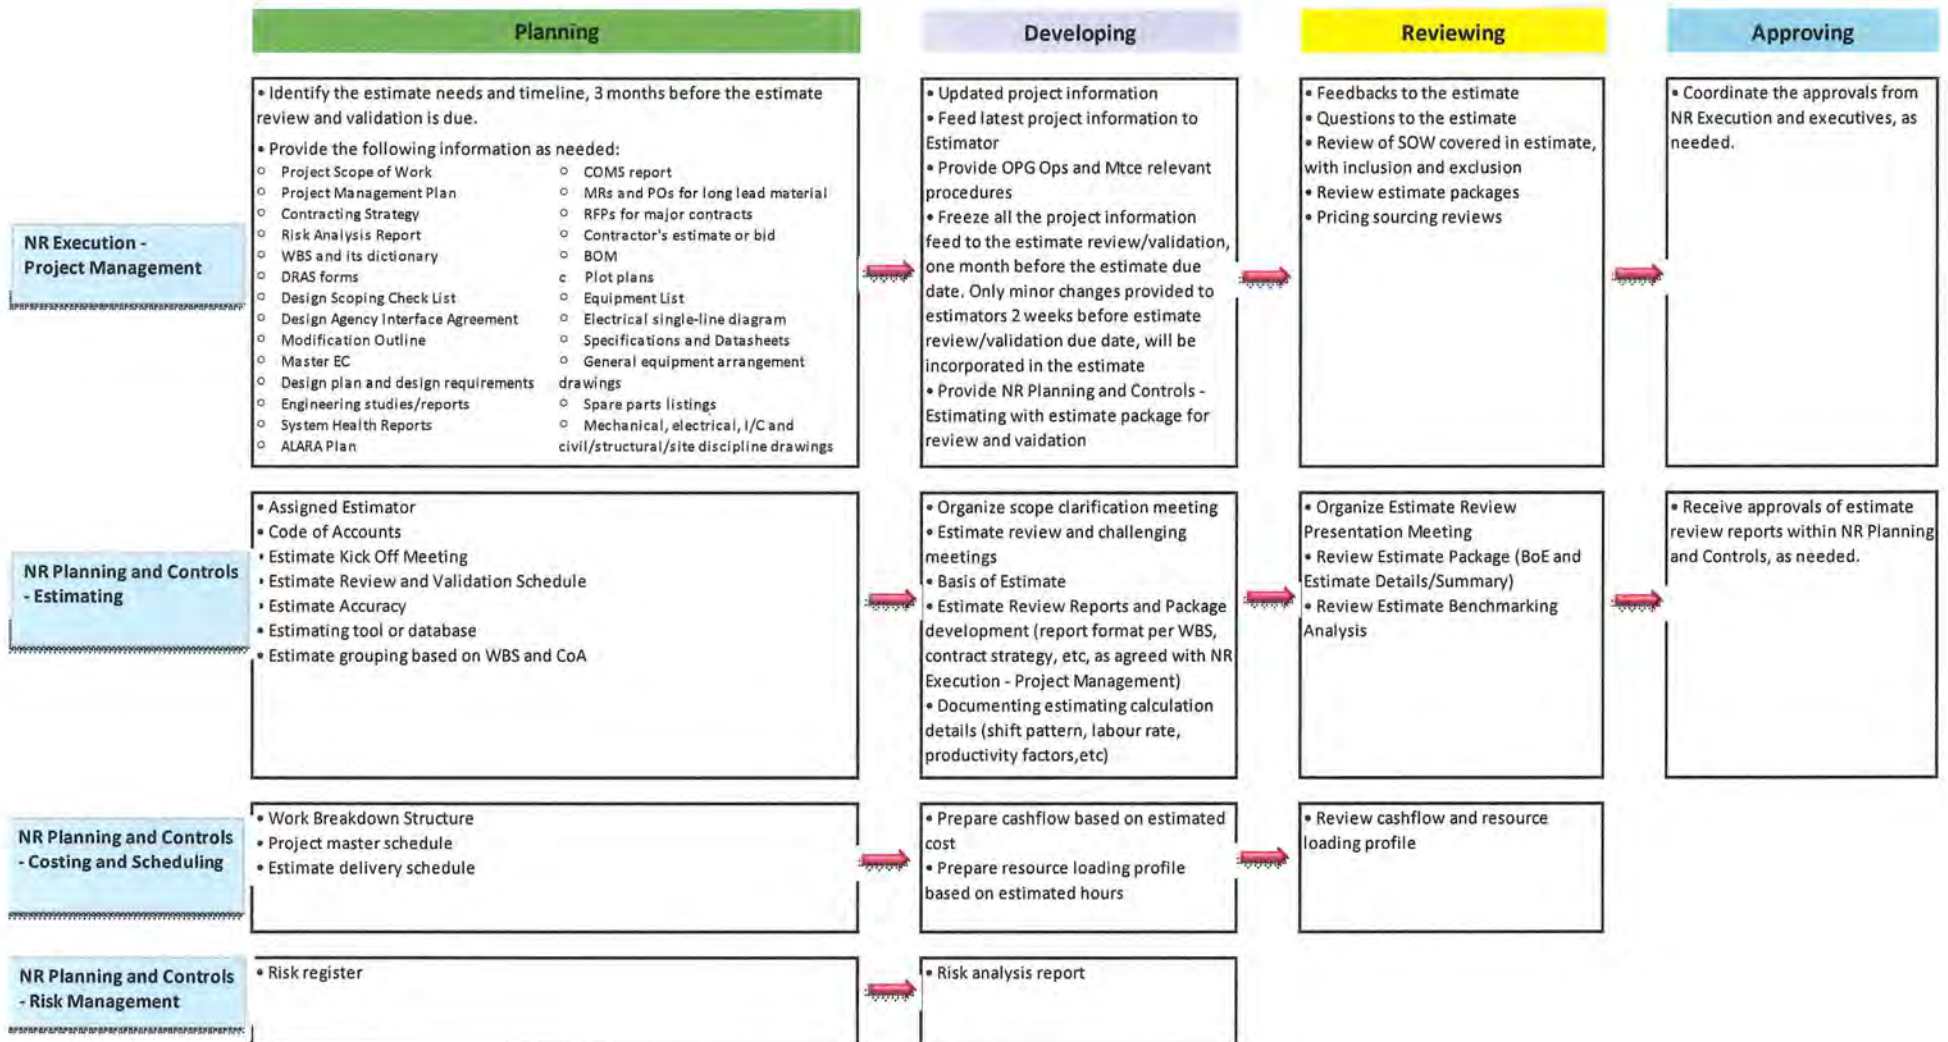 Planning
Developing
Reviewing
Approving
NR Execution -
Project Management
• Identify the estimate needs and timeline, 3 months before the estimate
review and validation is due.
• Provide the following information as needed:
○ Project Scope of Work
○ Project Management Plan
○ Contracting Strategy
○ Risk Analysis Report
○ WBS and its dictionary
○ DRAS forms
○ Design Scoping Check List
○ Design Agency Interface Agreement
○ Modification Outline
○ Master EC
○ Design plan and design requirements
○ Engineering studies/reports
○ System Health Reports
○ ALARA Plan
○ COMS report
○ MRs and POs for long lead material
○ RFPs for major contracts
○ Contractor's estimate or bid
○ BOM
c Plot plans
○ Equipment List
○ Electrical single-line diagram
○ Specifications and Datasheets
○ General equipment arrangement
drawings
○ Spare parts listings
○ Mechanical, electrical, I/C and
civil/structural/site discipline drawings
• Updated project information
• Feed latest project information to
Estimator
• Provide OPG Ops and Mtce relevant
procedures
• Freeze all the project information
feed to the estimate review/validation,
one month before the estimate due
date. Only minor changes provided to
estimators 2 weeks before estimate
review/validation due date, will be
incorporated in the estimate
• Provide NR Planning and Controls -
Estimating with estimate package for
review and vaidation
• Feedbacks to the estimate
• Questions to the estimate
• Review of SOW covered in estimate,
with inclusion and exclusion
• Review estimate packages
• Pricing sourcing reviews
• Coordinate the approvals from
NR Execution and executives, as
needed.
NR Planning and Controls
- Estimating
• Assigned Estimator
• Code of Accounts
• Estimate Kick Off Meeting
• Estimate Review and Validation Schedule
• Estimate Accuracy
• Estimating tool or database
• Estimate grouping based on WBS and CoA
• Organize scope clarification meeting
• Estimate review and challenging
meetings
• Basis of Estimate
• Estimate Review Reports and Package
development (report format per WBS,
contract strategy, etc, as agreed with NR
Execution - Project Management)
• Documenting estimating calculation
details (shift pattern, labour rate,
productivity factors,etc)
• Organize Estimate Review
Presentation Meeting
• Review Estimate Package (BoE and
Estimate Details/Summary)
• Review Estimate Benchmarking
Analysis
• Receive approvals of estimate
review reports within NR Planning
and Controls, as needed.
NR Planning and Controls
- Costing and Scheduling
• Work Breakdown Structure
• Project master schedule
• Estimate delivery schedule
• Prepare cashflow based on estimated
cost
• Prepare resource loading profile
based on estimated hours
• Review cashflow and resource
loading profile
NR Planning and Controls
- Risk Management
• Risk register
• Risk analysis report